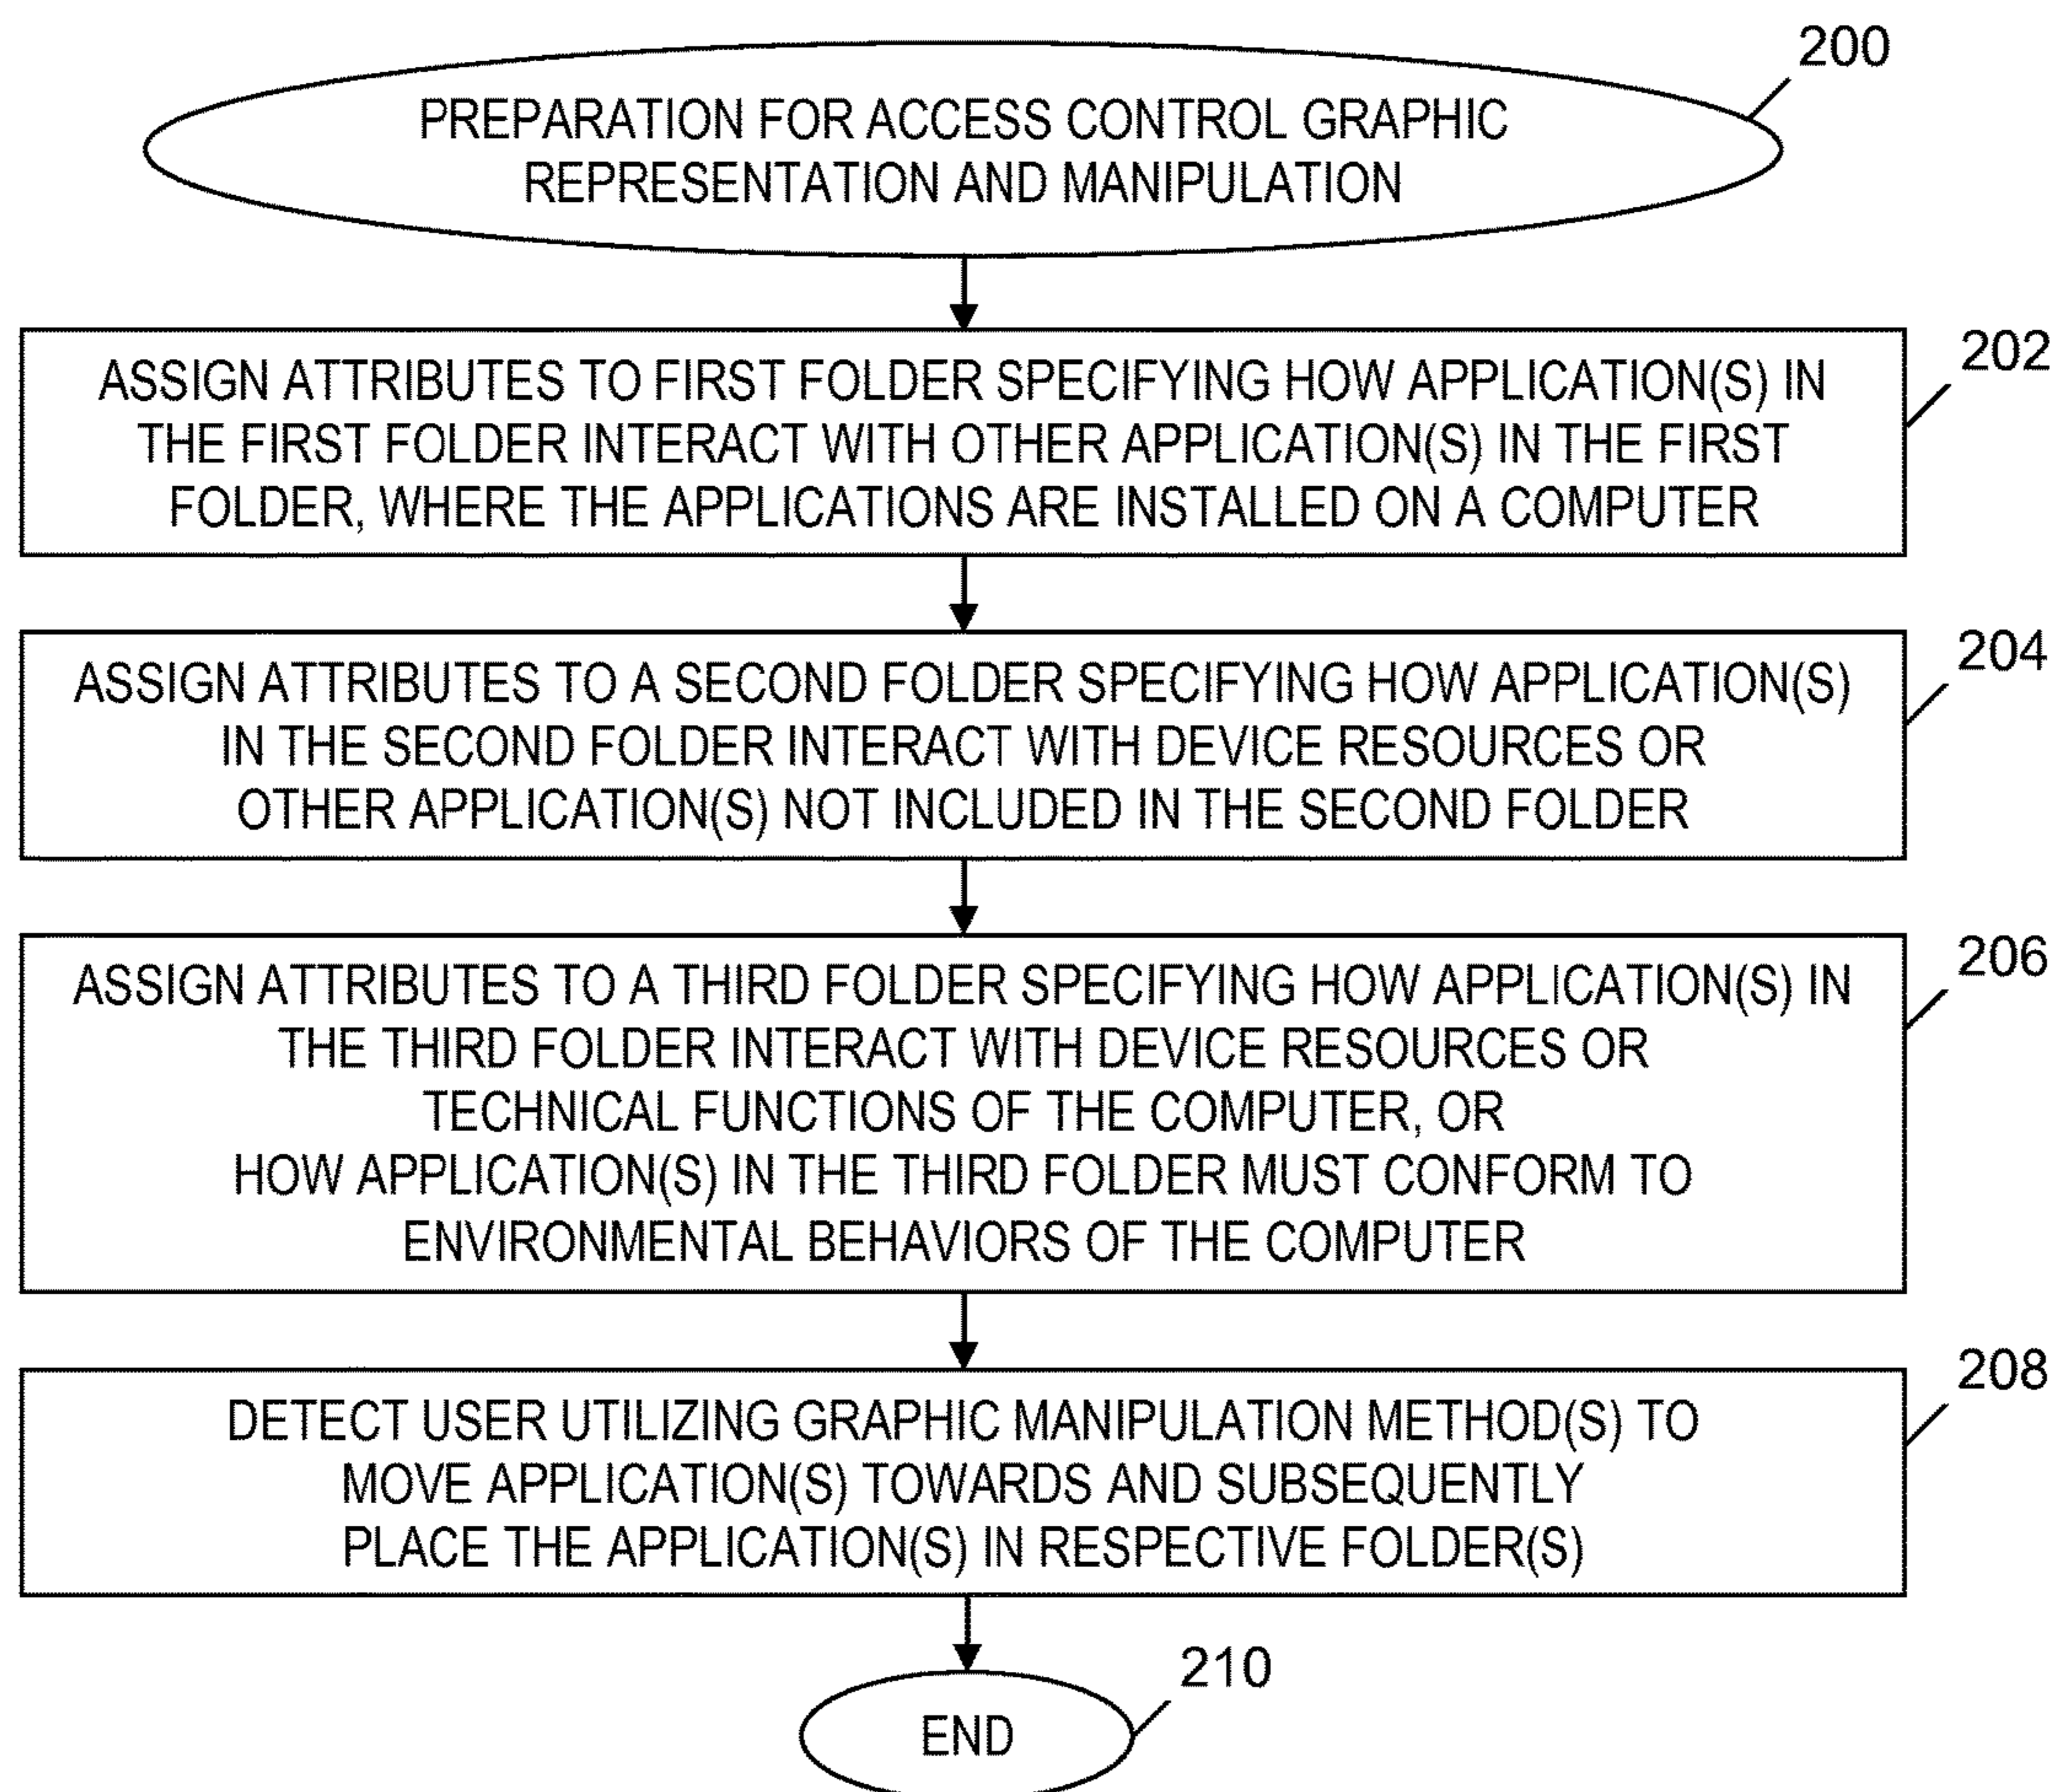 200
PREPARATION FOR ACCESS CONTROL GRAPHIC
REPRESENTATION AND MANIPULATION
202
ASSIGN ATTRIBUTES TO FIRST FOLDER SPECIFYING HOW APPLICATION(S) IN
THE FIRST FOLDER INTERACT WITH OTHER APPLICATION(S) IN THE FIRST
FOLDER, WHERE THE APPLICATIONS ARE INSTALLED ON A COMPUTER
204
ASSIGN ATTRIBUTES TO A SECOND FOLDER SPECIFYING HOW APPLICATION(S)
IN THE SECOND FOLDER INTERACT WITH DEVICE RESOURCES OR
OTHER APPLICATION(S) NOT INCLUDED IN THE SECOND FOLDER
206
ASSIGN ATTRIBUTES TO A THIRD FOLDER SPECIFYING HOW APPLICATION(S) IN
THE THIRD FOLDER INTERACT WITH DEVICE RESOURCES OR
TECHNICAL FUNCTIONS OF THE COMPUTER, OR
HOW APPLICATION(S) IN THE THIRD FOLDER MUST CONFORM TO
ENVIRONMENTAL BEHAVIORS OF THE COMPUTER
208
DETECT USER UTILIZING GRAPHIC MANIPULATION METHOD(S) TO
MOVE APPLICATION(S) TOWARDS AND SUBSEQUENTLY
PLACE THE APPLICATION(S) IN RESPECTIVE FOLDER(S)
210
END